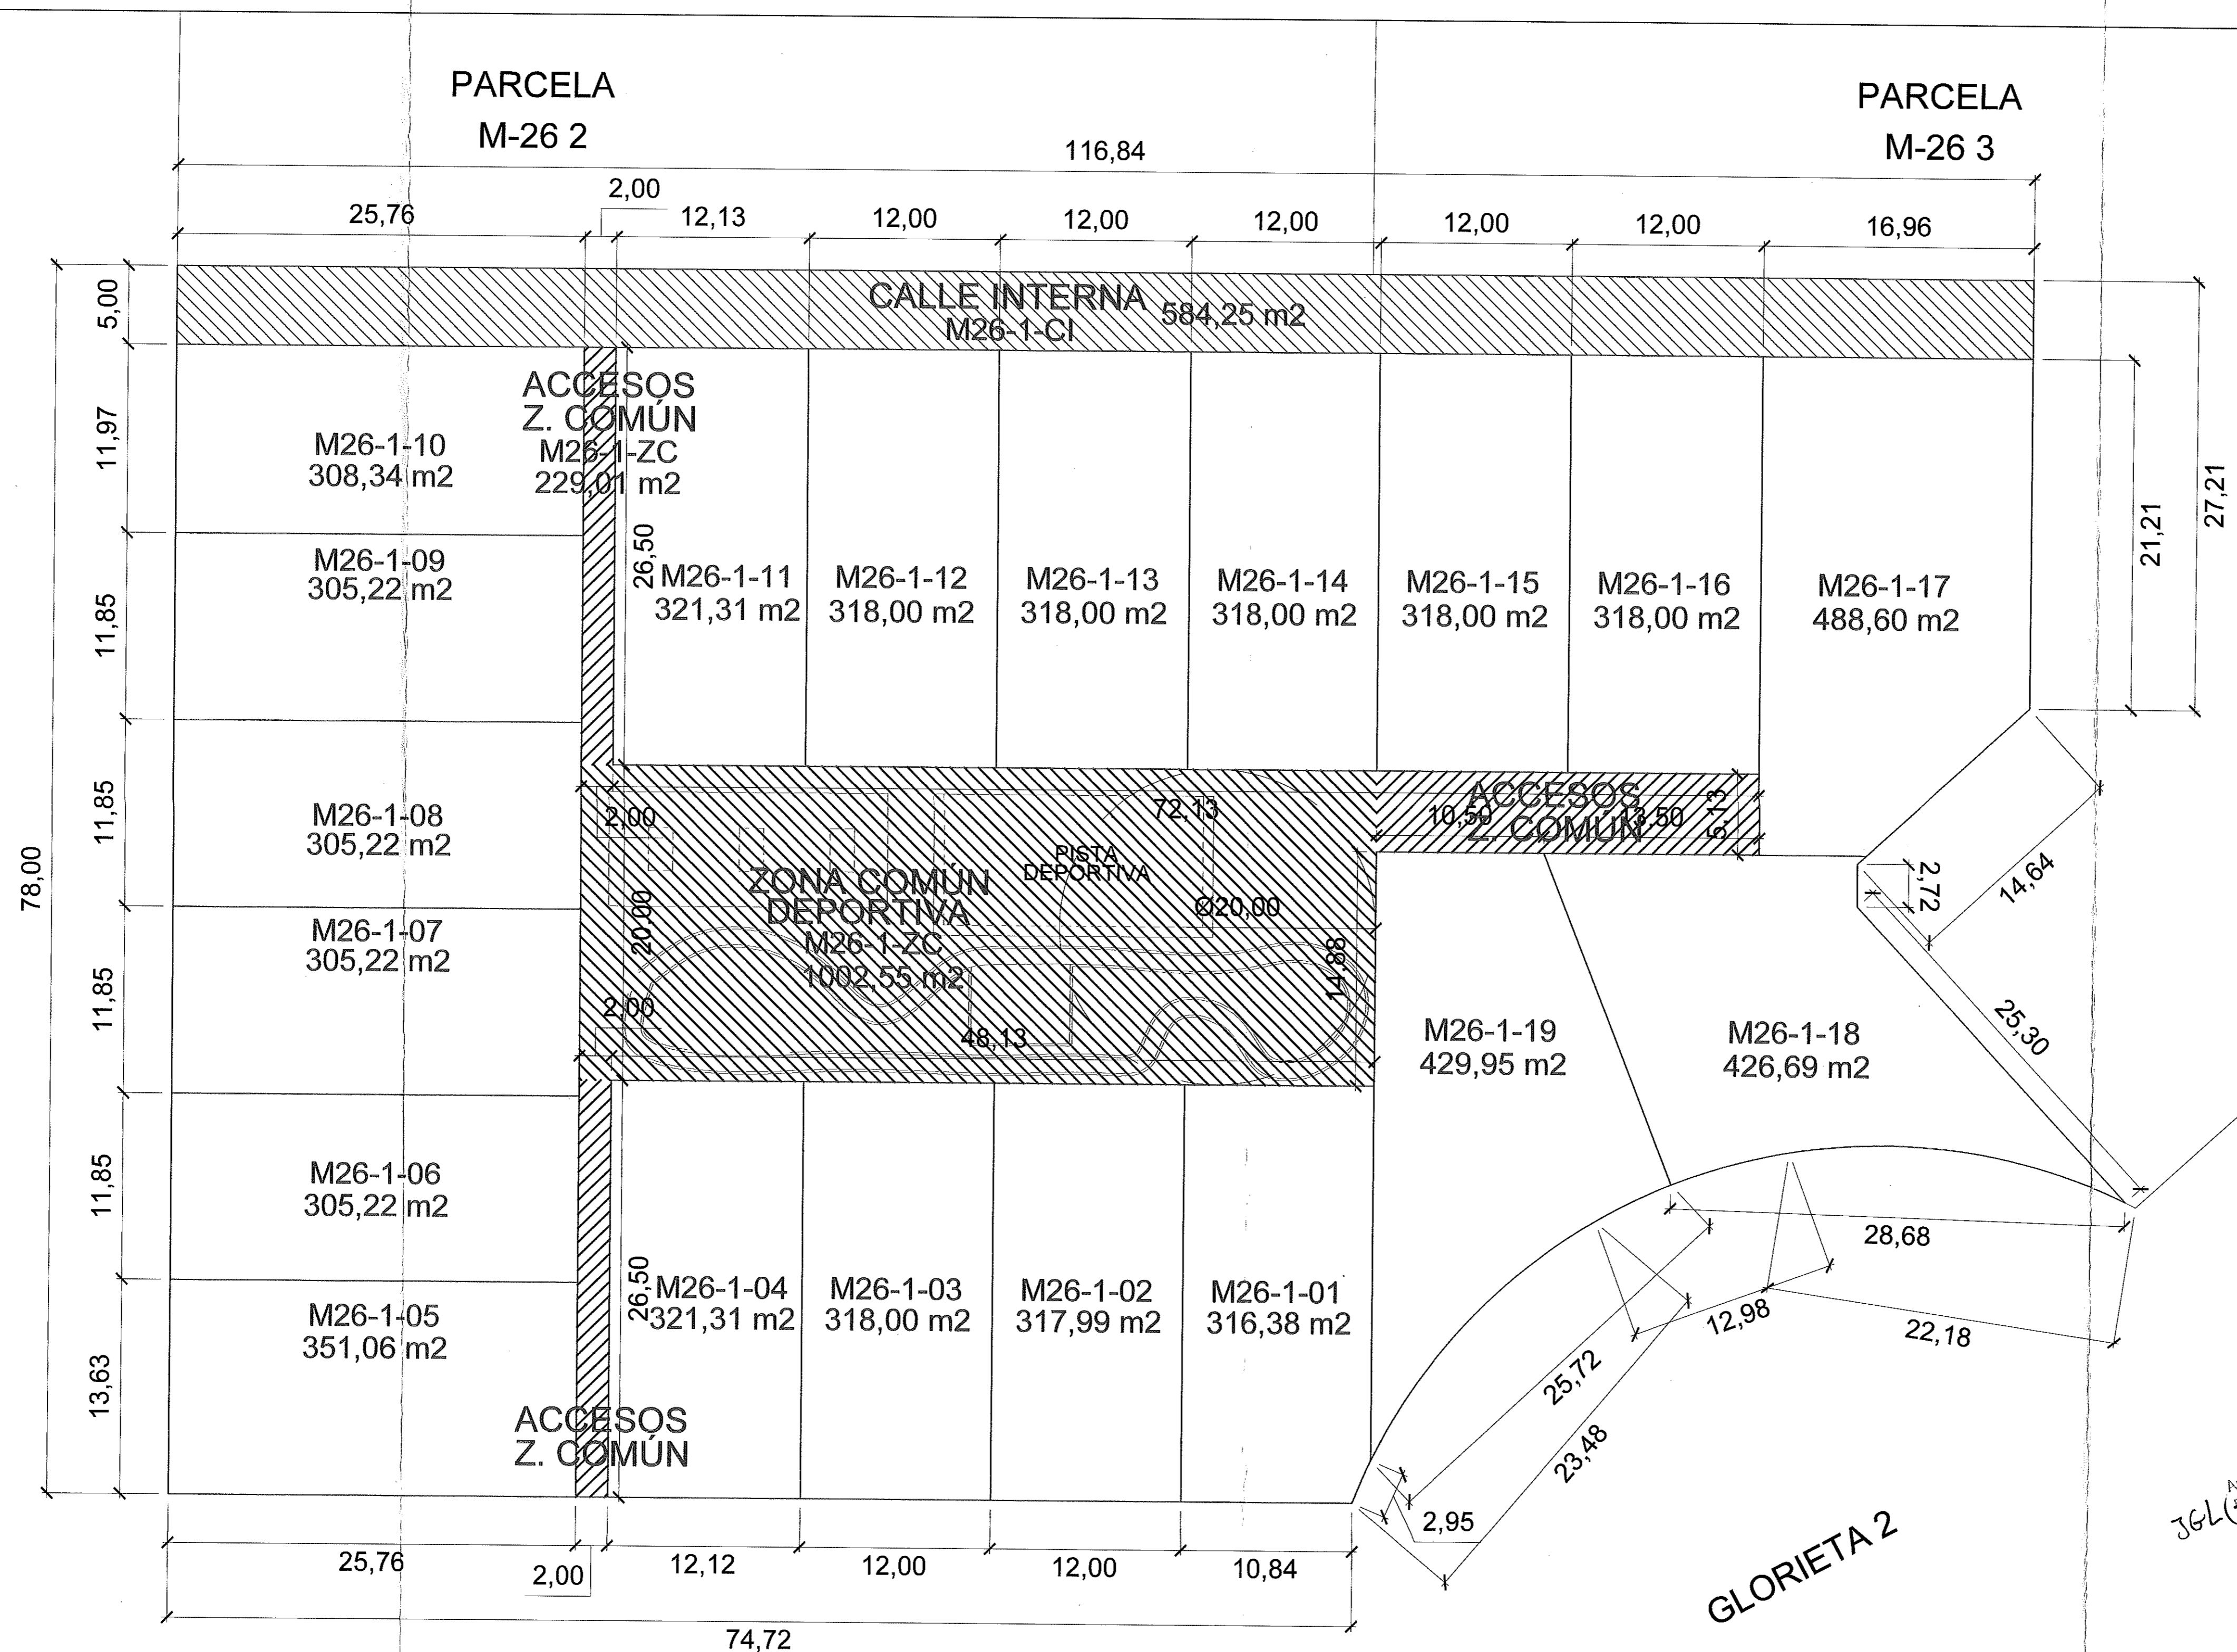 PARCELA
M-26 2
PARCELA
M-26 3
116,84
2,00
25,76
12,13
12,00
12,00
12,00
12,00
12,00
16,96
5,00
CALLE INTERNA
584,25 m2
M26-1-CI
ACCESOS
Z. COMÚN
M26-1-ZC
229,01 m2
11,97
M26-1-10
308,34 m2
27,21
21,21
26,50
M26-1-09
305,22 m2
11,85
M26-1-11
321,31 m2
M26-1-12
318,00 m2
M26-1-13
318,00 m2
M26-1-14
318,00 m2
M26-1-15
318,00 m2
M26-1-16
318,00 m2
M26-1-17
488,60 m2
11,85
M26-1-08
305,22 m2
78,00
2,00
72,13
10,50
ACCESOS
Z. COMÚN
13,50
5,13
PISTA
DEPORTIVA
ZONA COMÚN
DEPORTIVA
M26-1-ZC
1002,55 m2
20,00
Ø20,00
14,88
2,72
14,64
25,30
M26-1-07
305,22 m2
11,85
2,00
48,13
M26-1-19
429,95 m2
M26-1-18
426,69 m2
M26-1-06
305,22 m2
11,85
28,68
12,98
22,18
26,50
M26-1-04
321,31 m2
M26-1-03
318,00 m2
M26-1-02
317,99 m2
M26-1-01
316,38 m2
M26-1-05
351,06 m2
13,63
25,72
23,48
2,95
ACCESOS
Z. COMÚN
25,76
2,00
12,12
12,00
12,00
10,84
74,72
GLORIETA 2
JGL